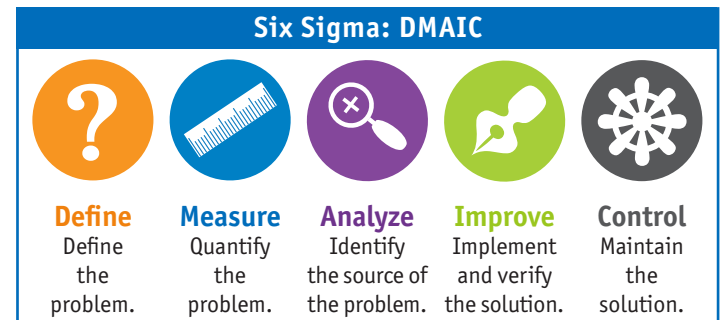 Six Sigma: DMAIC
Define
Define
the
problem.
Measure
Quantify
the
problem.
Analyze
Identify
the source of
the problem.
Improve
Implement
and verify
the solution.
Control
Maintain
the
solution.